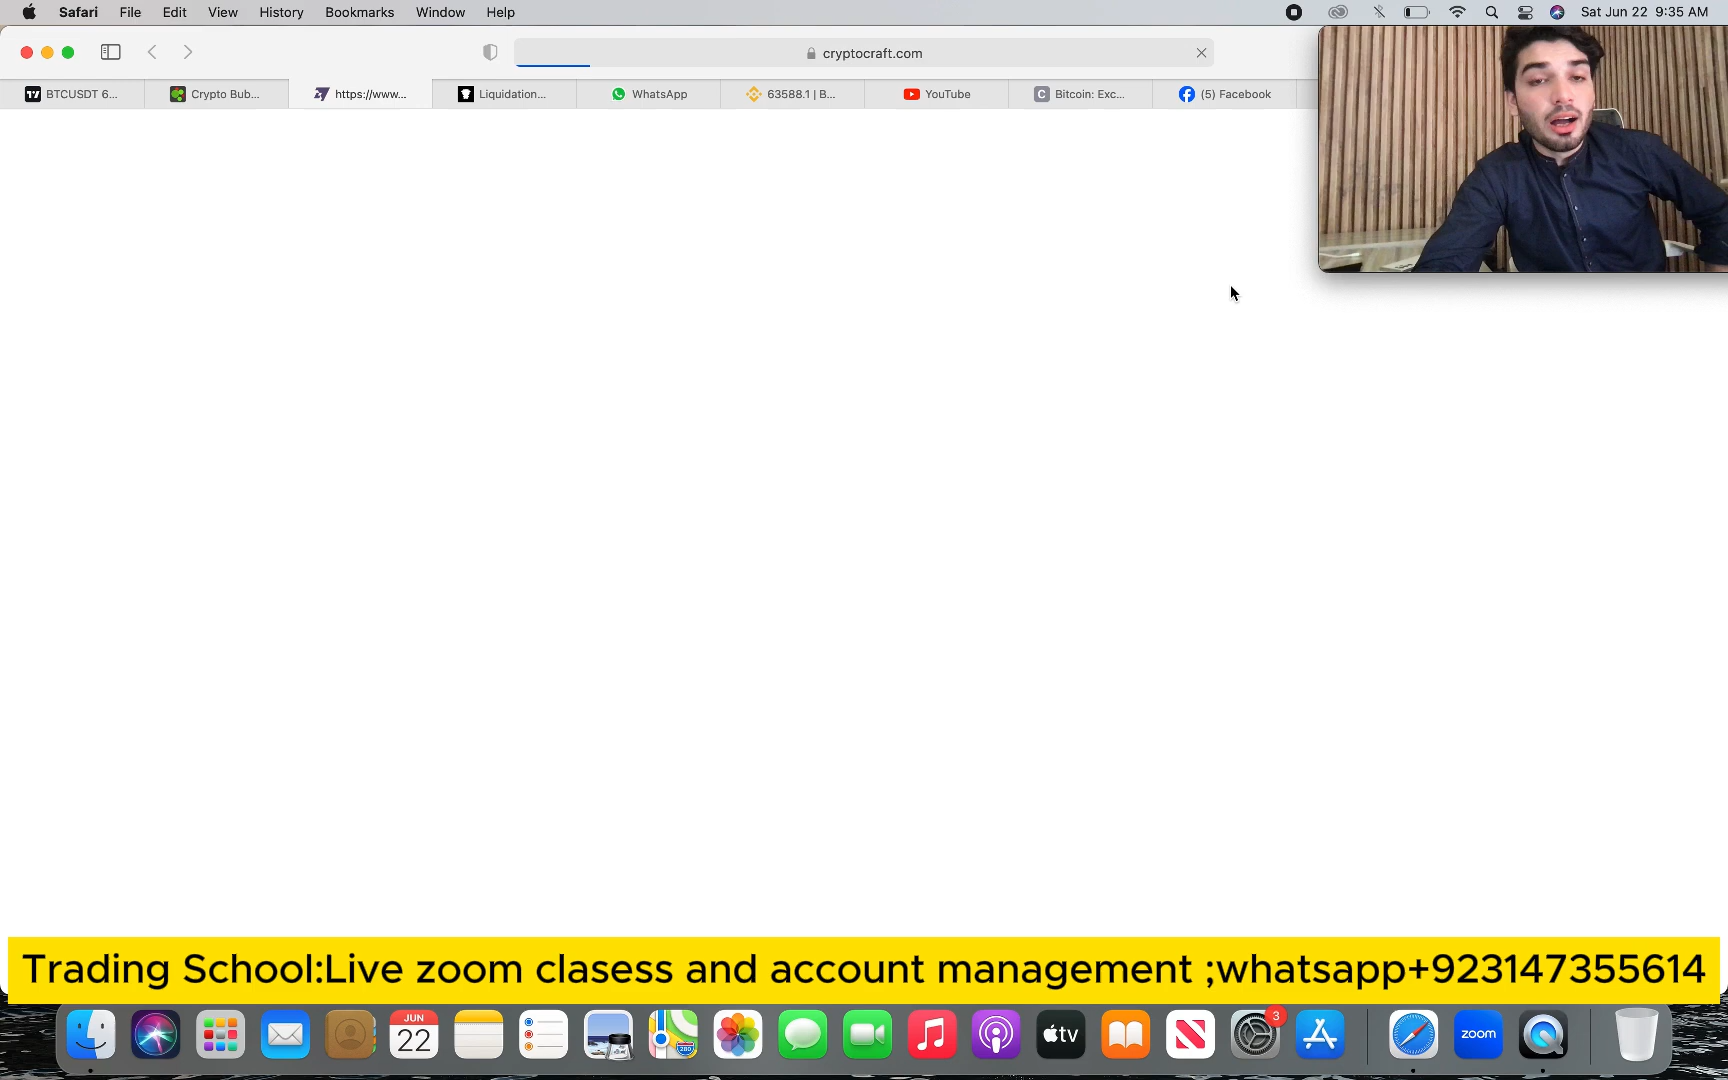 Safari File Edit View History Bookmarks Window Help Sat Jun 22 9:35 AM
cryptocraft.com
BTCUSDT 6... Crypto Bub... https://www... Liquidation... WhatsApp 63588.1 | B... YouTube Bitcoin: Exc... (5) Facebook
Trading School:Live zoom clasess and account management ;whatsapp+923147355614
JUN
22
280
tv
3
zoom